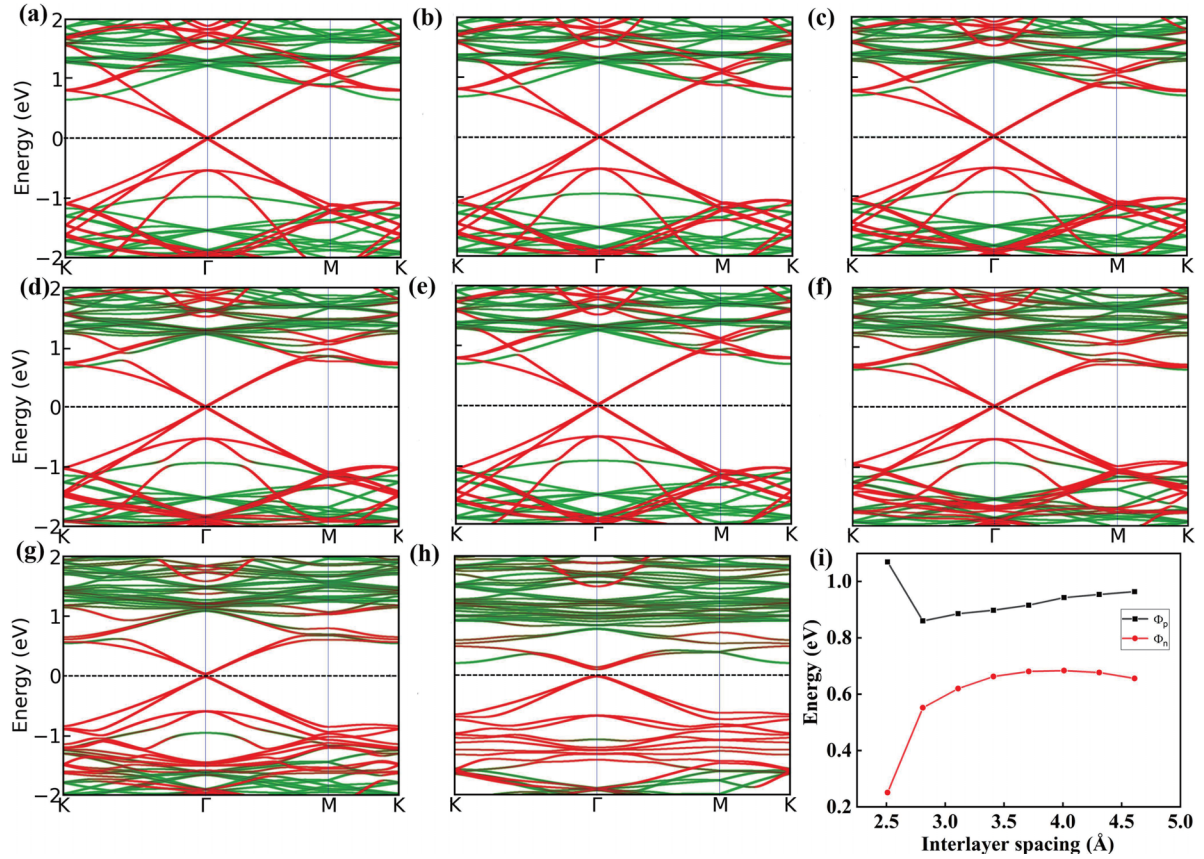 (a)
(b)
(c)
2
1
0
−1
−2
Energy (eV)
K Γ M K
K Γ M K
K Γ M K
(d)
(e)
(f)
2
1
0
−1
−2
Energy (eV)
K Γ M K
K Γ M K
K Γ M K
(g)
(h)
(i)
2
1
0
−1
−2
Energy (eV)
K Γ M K
K Γ M K
1.0
0.8
0.6
0.4
0.2
Energy (eV)
Φp
Φn
2.5 3.0 3.5 4.0 4.5 5.0
Interlayer spacing (Å)